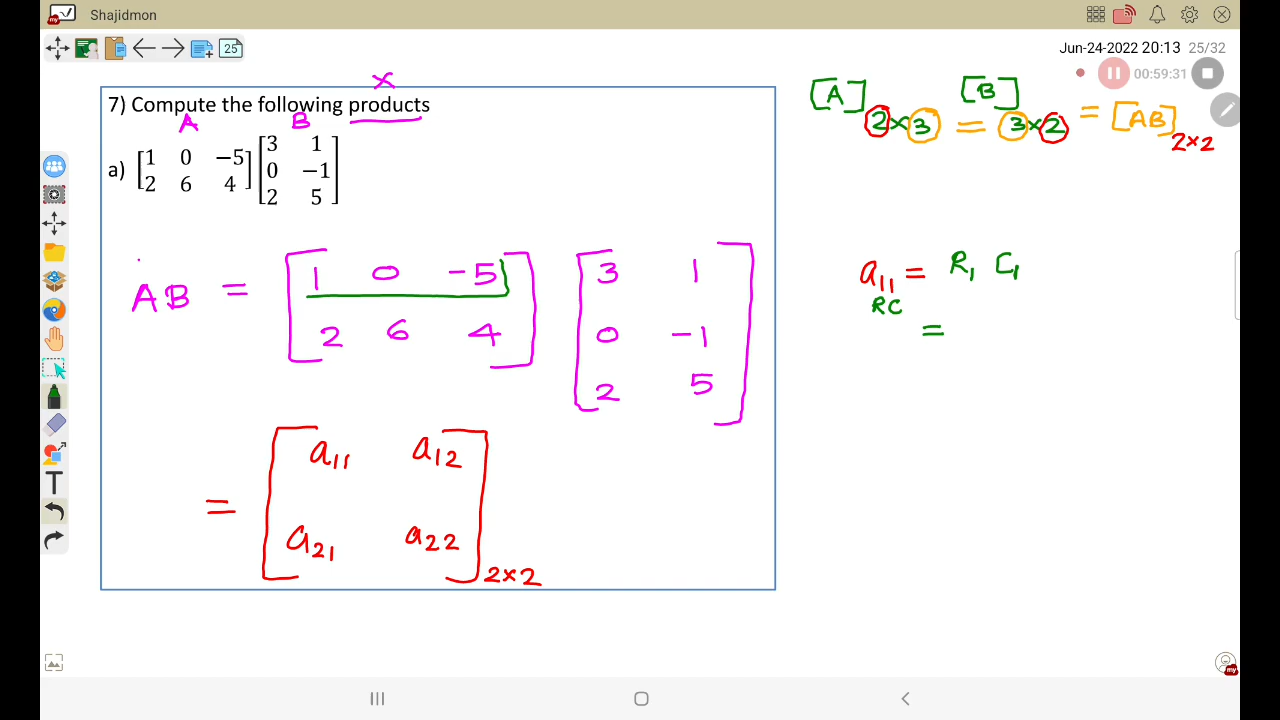 Shajidmon
25
Jun-24-2022 20:13 25/32
00:59:31
7) Compute the following products
×
A B
a) [1 0 −5] [3 1]
[2 6 4] [0 −1]
[2 5]
[A]2×3 = [B]3×2 = [AB]2×2
AB = [1 0 -5] [3 1]
[2 6 4] [0 -1]
[2 5]
a11 = R1 C1
RC
=
= [a11 a12]
[a21 a22]2×2
T